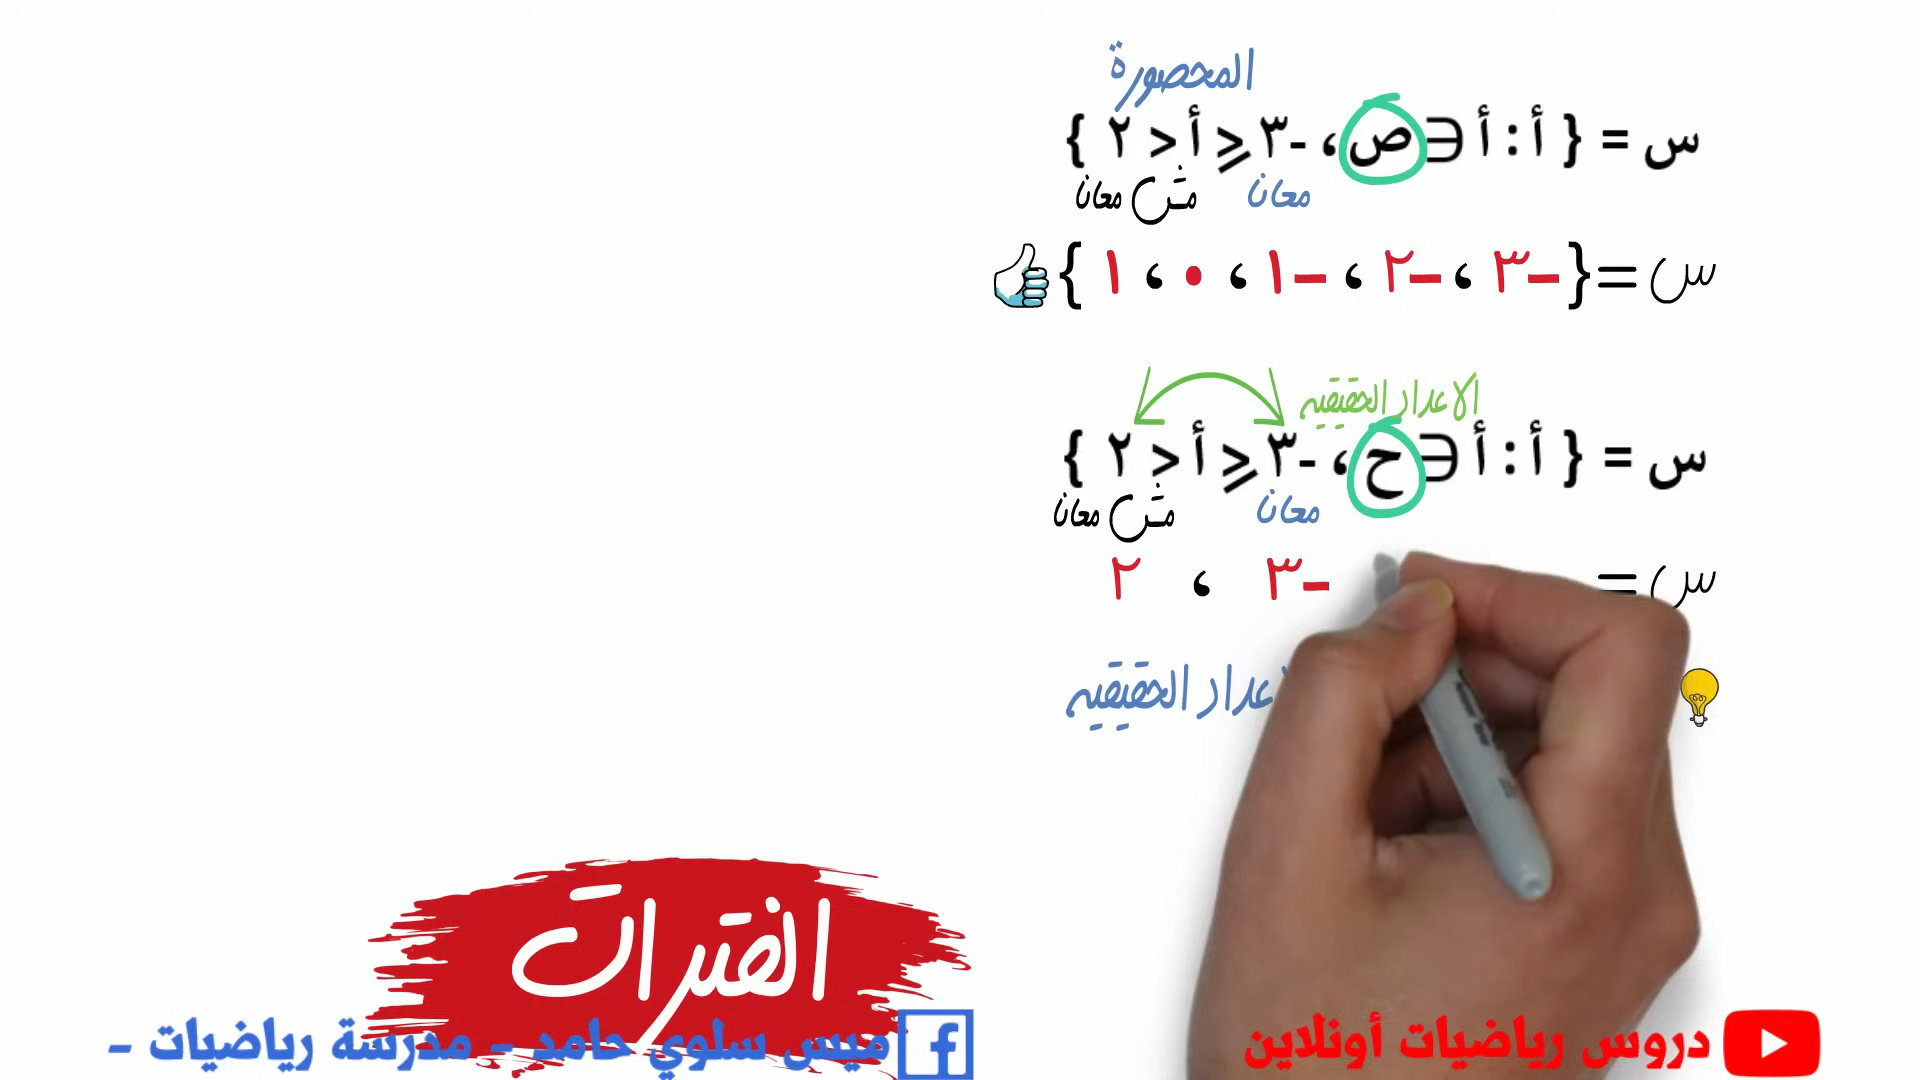 المحصورة
س = { أ : أ ∈ ص ، -٣ ≤ أ < ٢ }
معانا مش معانا
س = { -٣ ، -٢ ، -١ ، ٠ ، ١ }
الاعداد الحقيقيه
س = { أ : أ ∈ ح ، -٣ ≤ أ < ٢ }
معانا مش معانا
س = -٣ ، ٢
الحقيقيه
الفترات
دروس رياضيات أونلاين
ميس سلوي حامد - مدرسة رياضيات -